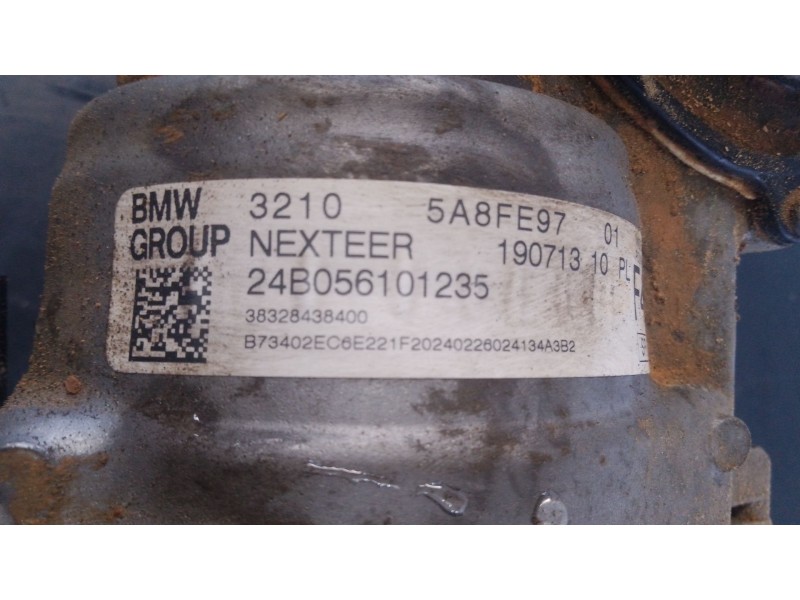 BMW 3210 5A8FE97 01
GROUP NEXTEER 190713 10 PL
24B056101235
38328438400
B73402EC6E221F20240226024134A3B2